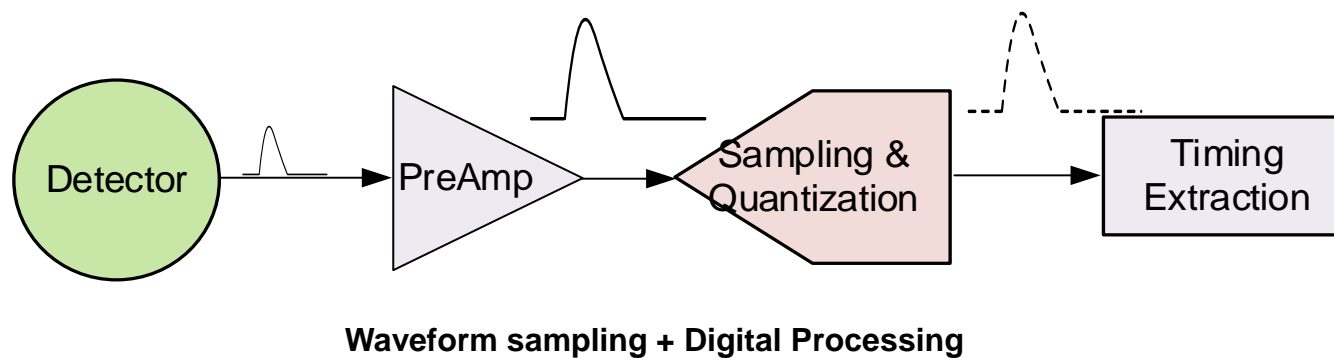 Detector
PreAmp
Sampling &
Quantization
Timing
Extraction
Waveform sampling + Digital Processing